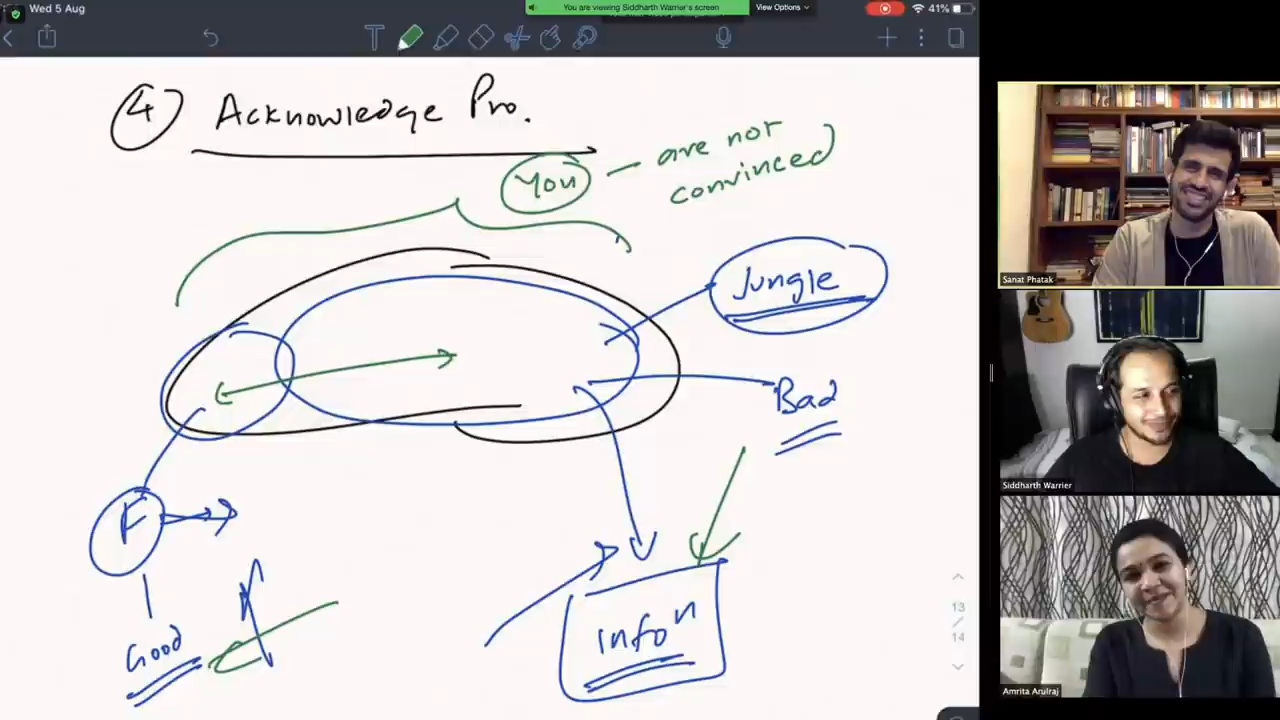 Wed 5 Aug
You are viewing Siddharth Warrier's screen
View Options
41%
④ Acknowledge Pro.
You — are not
convinced
Jungle
Bad
F
Good
infoⁿ
13
/
14
Sanat Phatak
Siddharth Warrier
Amrita Arulraj